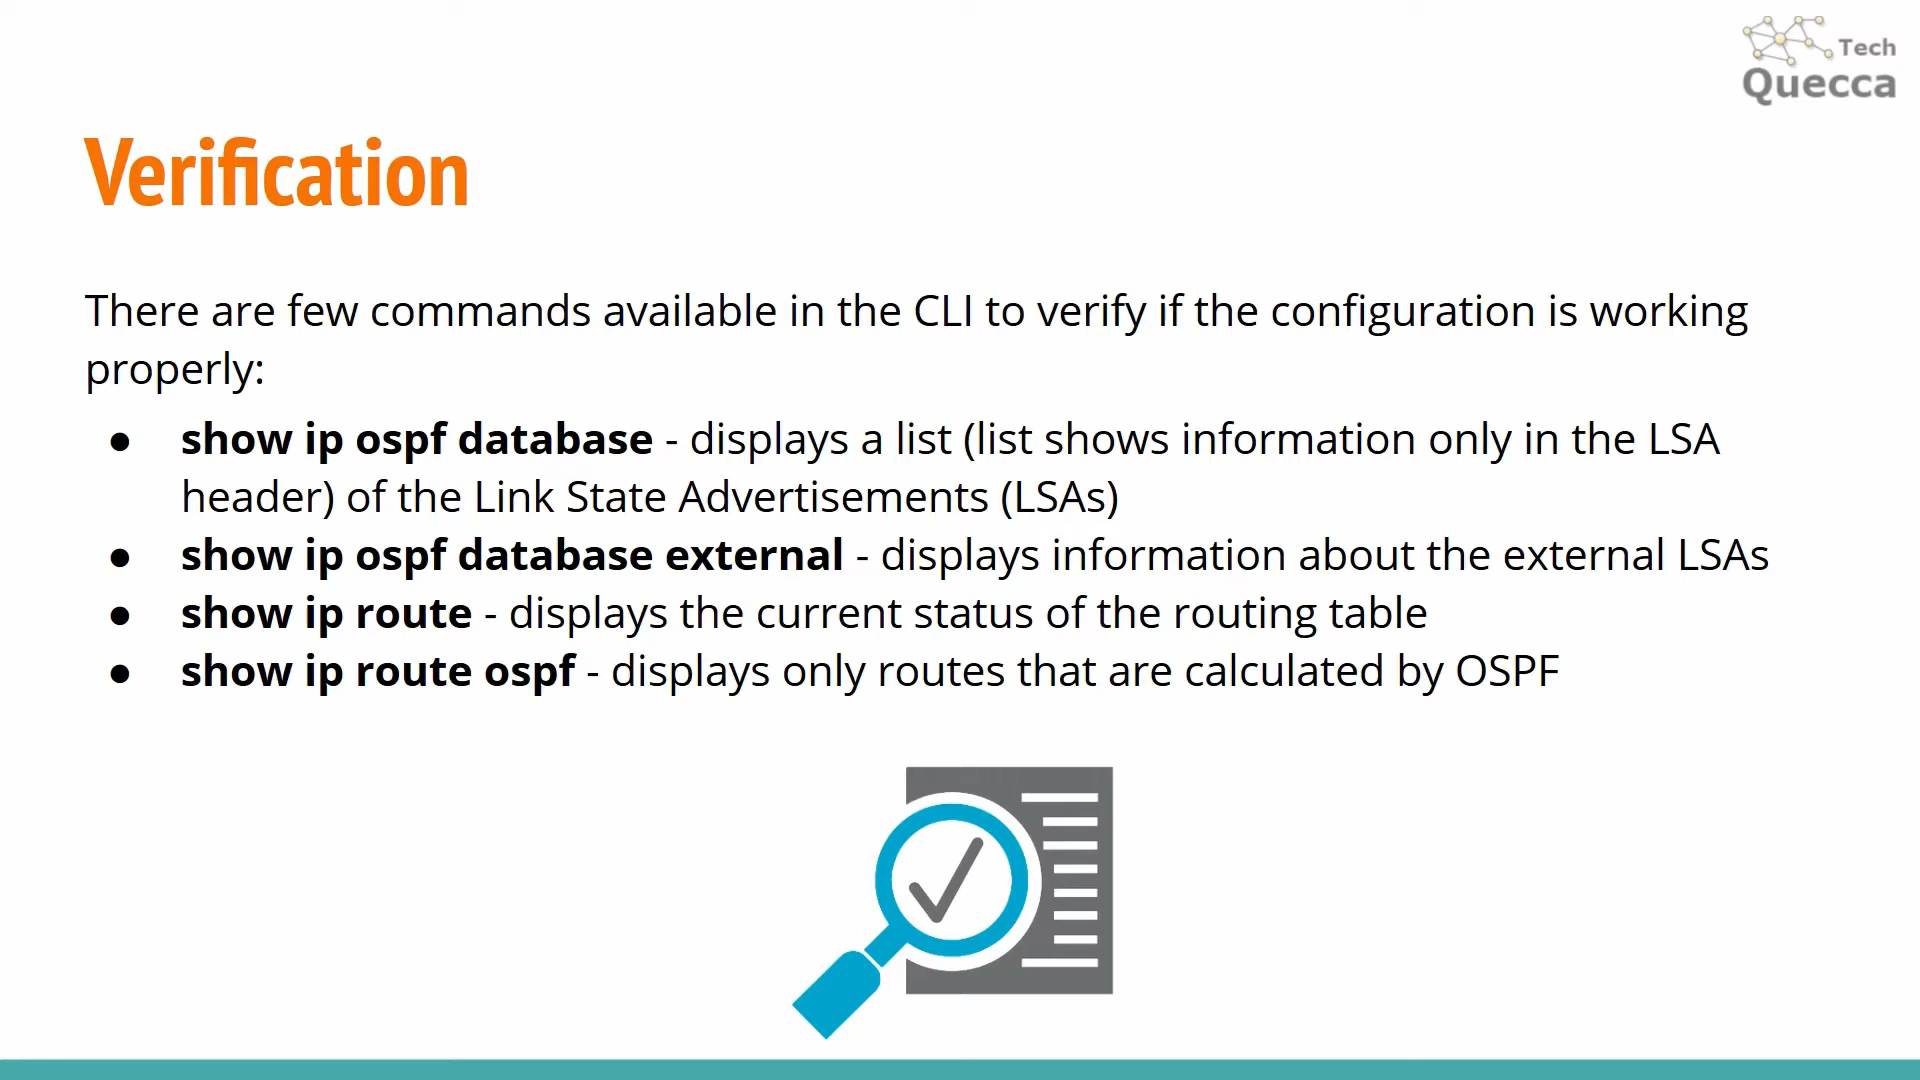 Tech
Quecca
Verification
There are few commands available in the CLI to verify if the configuration is working
properly:
● show ip ospf database - displays a list (list shows information only in the LSA
header) of the Link State Advertisements (LSAs)
● show ip ospf database external - displays information about the external LSAs
● show ip route - displays the current status of the routing table
● show ip route ospf - displays only routes that are calculated by OSPF